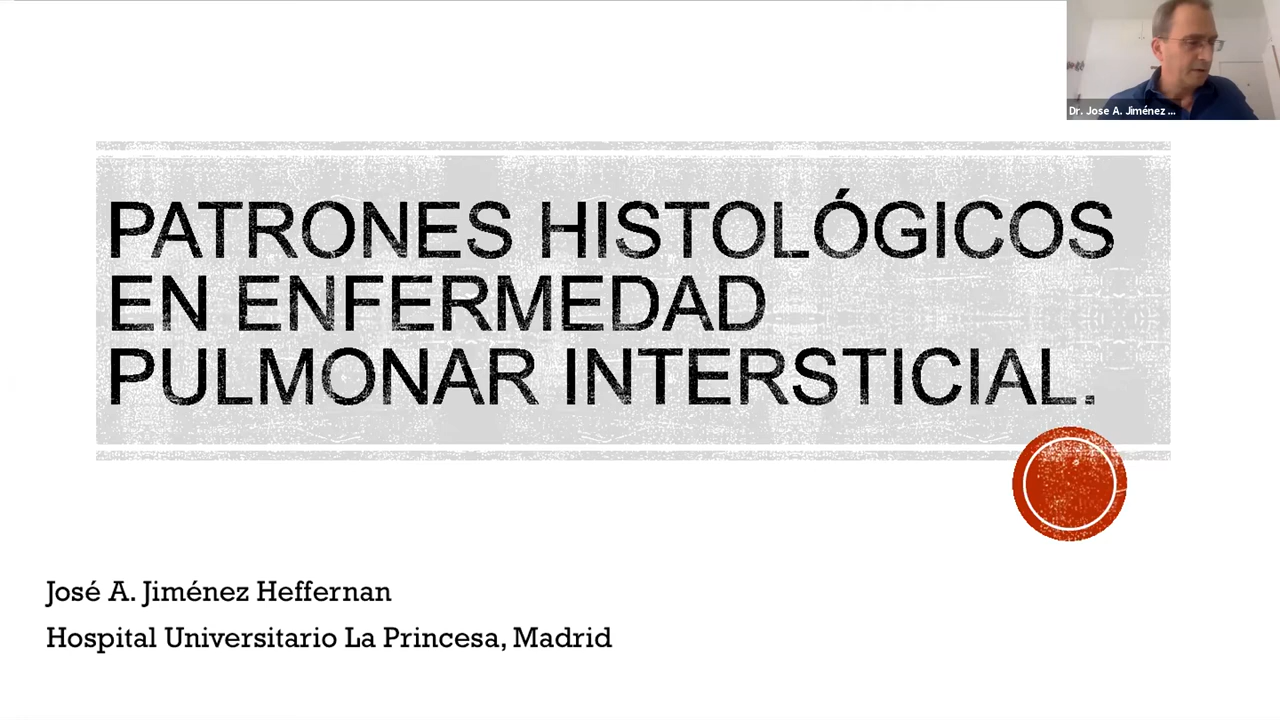 Dr. Jose A. Jiménez ...
PATRONES HISTOLÓGICOS
EN ENFERMEDAD
PULMONAR INTERSTICIAL.
José A. Jiménez Heffernan
Hospital Universitario La Princesa, Madrid